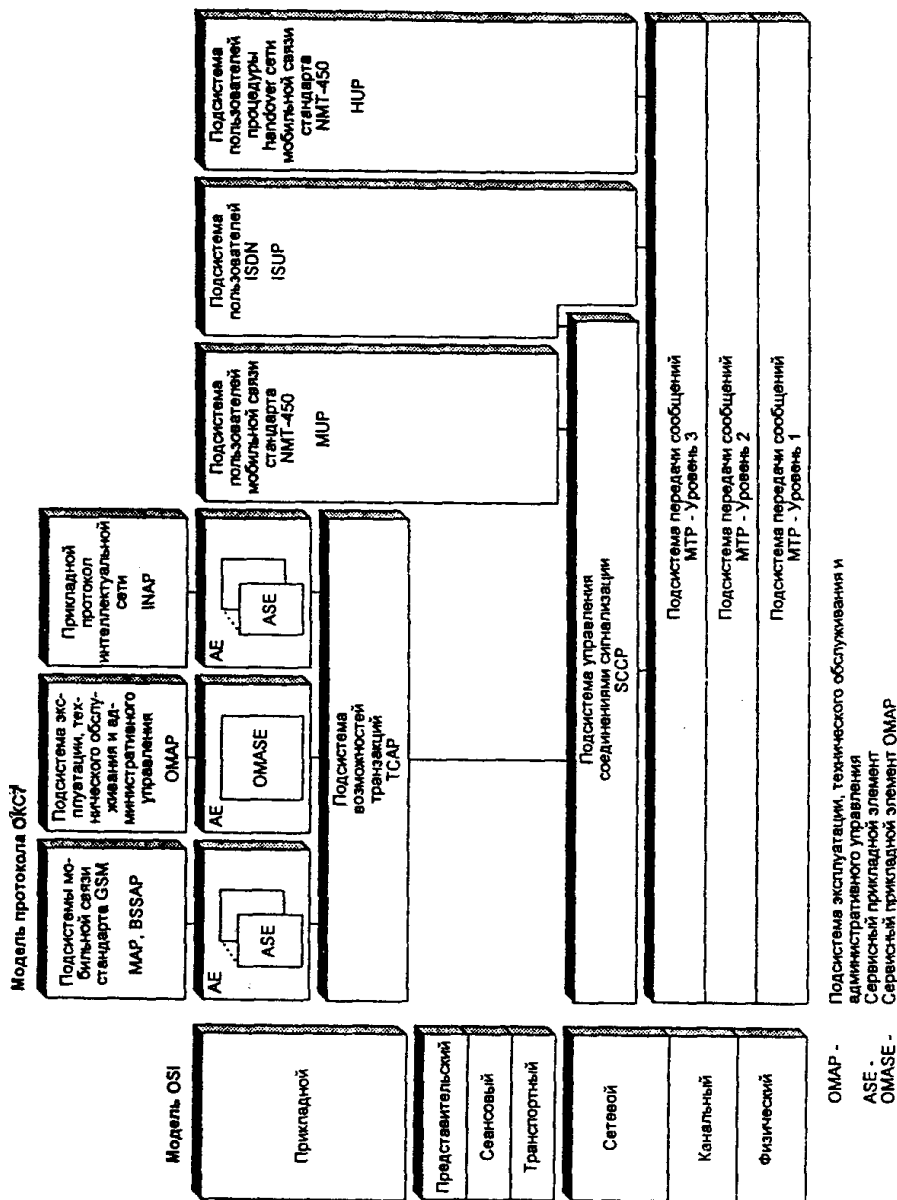 Модель OSI
Прикладной
Представительский
Сеансовый
Транспортный
Сетевой
Канальный
Физический
Модель протокола ОКС7
Подсистемы мо-
бильной связи
стандарта GSM
MAP, BSSAP
Подсистема экс-
плуатации, тех-
нического обслу-
живания и ад-
министративного
управления
OMAP
Прикладной
протокол
интеллектуальной
сети
INAP
AE
ASE
AE
OMASE
AE
ASE
Подсистема
возможностей
транзакций
TCAP
Подсистема
пользователей
мобильной связи
стандарта
NMT-450
MUP
Подсистема
пользователей
ISDN
ISUP
Подсистема
пользователей
процедуры
handover сети
мобильной связи
стандарта
NMT-450
HUP
Подсистема управления
соединениями сигнализации
SCCP
Подсистема передачи сообщений
MTP - Уровень 3
Подсистема передачи сообщений
MTP - Уровень 2
Подсистема передачи сообщений
MTP - Уровень 1
OMAP - Подсистема эксплуатации, технического обслуживания и
административного управления
ASE - Сервисный прикладной элемент
OMASE - Сервисный прикладной элемент OMAP